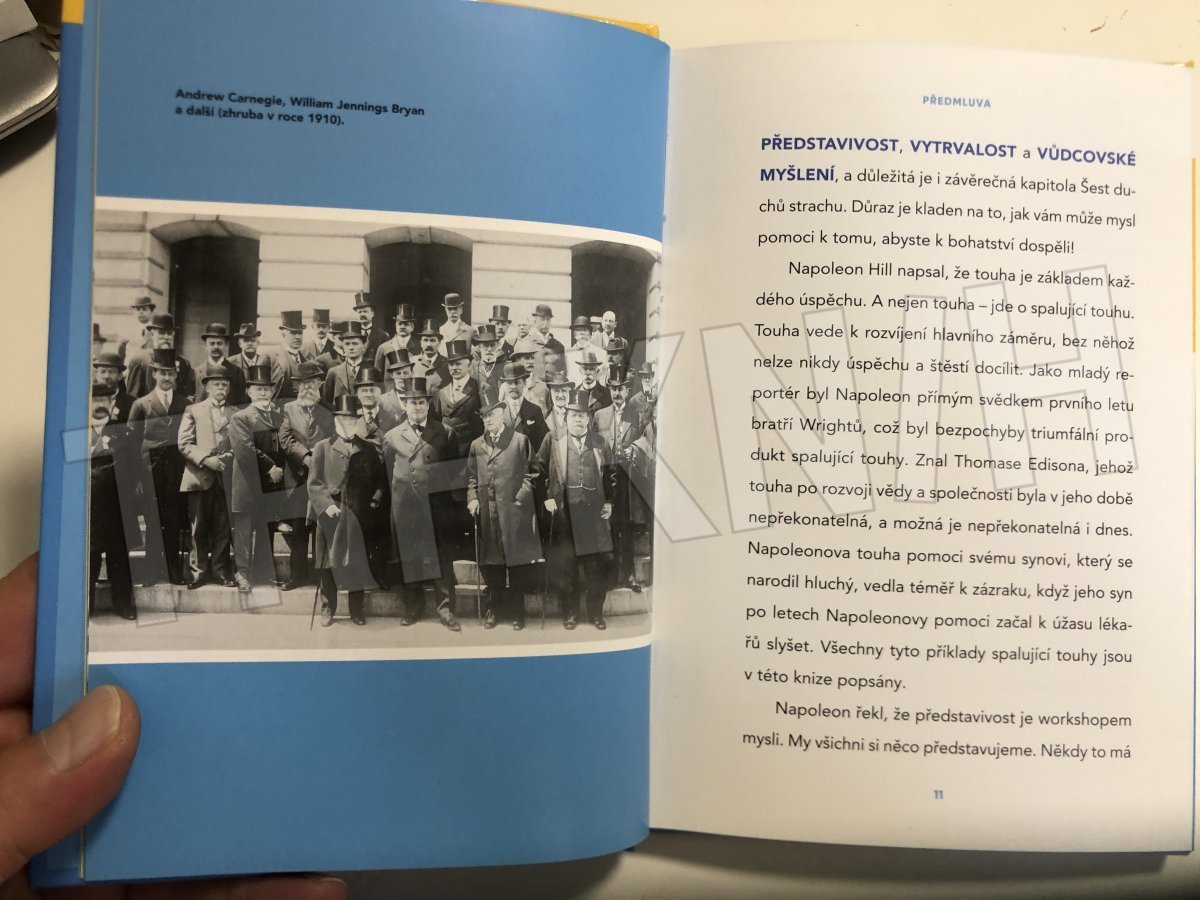 Andrew Carnegie, William Jennings Bryan
a další (zhruba v roce 1910).
PŘEDMLUVA
PŘEDSTAVIVOST, VYTRVALOST a VŮDCOVSKÉ
MYŠLENÍ, a důležitá je i závěrečná kapitola Šest du-
chů strachu. Důraz je kladen na to, jak vám může mysl
pomoci k tomu, abyste k bohatství dospěli!
Napoleon Hill napsal, že touha je základem kaž-
dého úspěchu. A nejen touha – jde o spalující touhu.
Touha vede k rozvíjení hlavního záměru, bez něhož
nelze nikdy úspěchu a štěstí docílit. Jako mladý re-
portér byl Napoleon přímým svědkem prvního letu
bratří Wrightů, což byl bezpochyby triumfální pro-
dukt spalující touhy. Znal Thomase Edisona, jehož
touha po rozvoji vědy a společnosti byla v jeho době
nepřekonatelná, a možná je nepřekonatelná i dnes.
Napoleonova touha pomoci svému synovi, který se
narodil hluchý, vedla téměř k zázraku, když jeho syn
po letech Napoleonovy pomoci začal k úžasu léka-
řů slyšet. Všechny tyto příklady spalující touhy jsou
v této knize popsány.
Napoleon řekl, že představivost je workshopem
mysli. My všichni si něco představujeme. Někdy to má
11
TRHKNIH